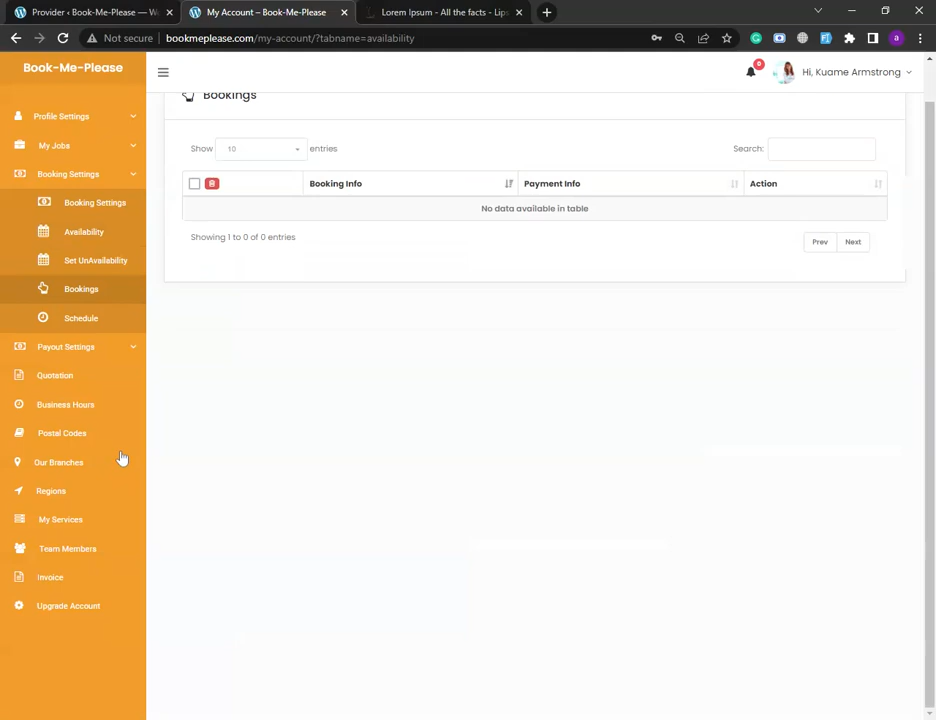 Provider ‹ Book-Me-Please — W
My Account – Book-Me-Please
Lorem Ipsum - All the facts - Lips
Not secure
bookmeplease.com/my-account/?tabname=availability
Book-Me-Please
0
Hi, Kuame Armstrong
Profile Settings
My Jobs
Booking Settings
Booking Settings
Availability
Set UnAvailability
Bookings
Schedule
Payout Settings
Quotation
Business Hours
Postal Codes
Our Branches
Regions
My Services
Team Members
Invoice
Upgrade Account
Bookings
Show 10 entries
Search:
Booking Info Payment Info Action
No data available in table
Showing 1 to 0 of 0 entries
Prev Next